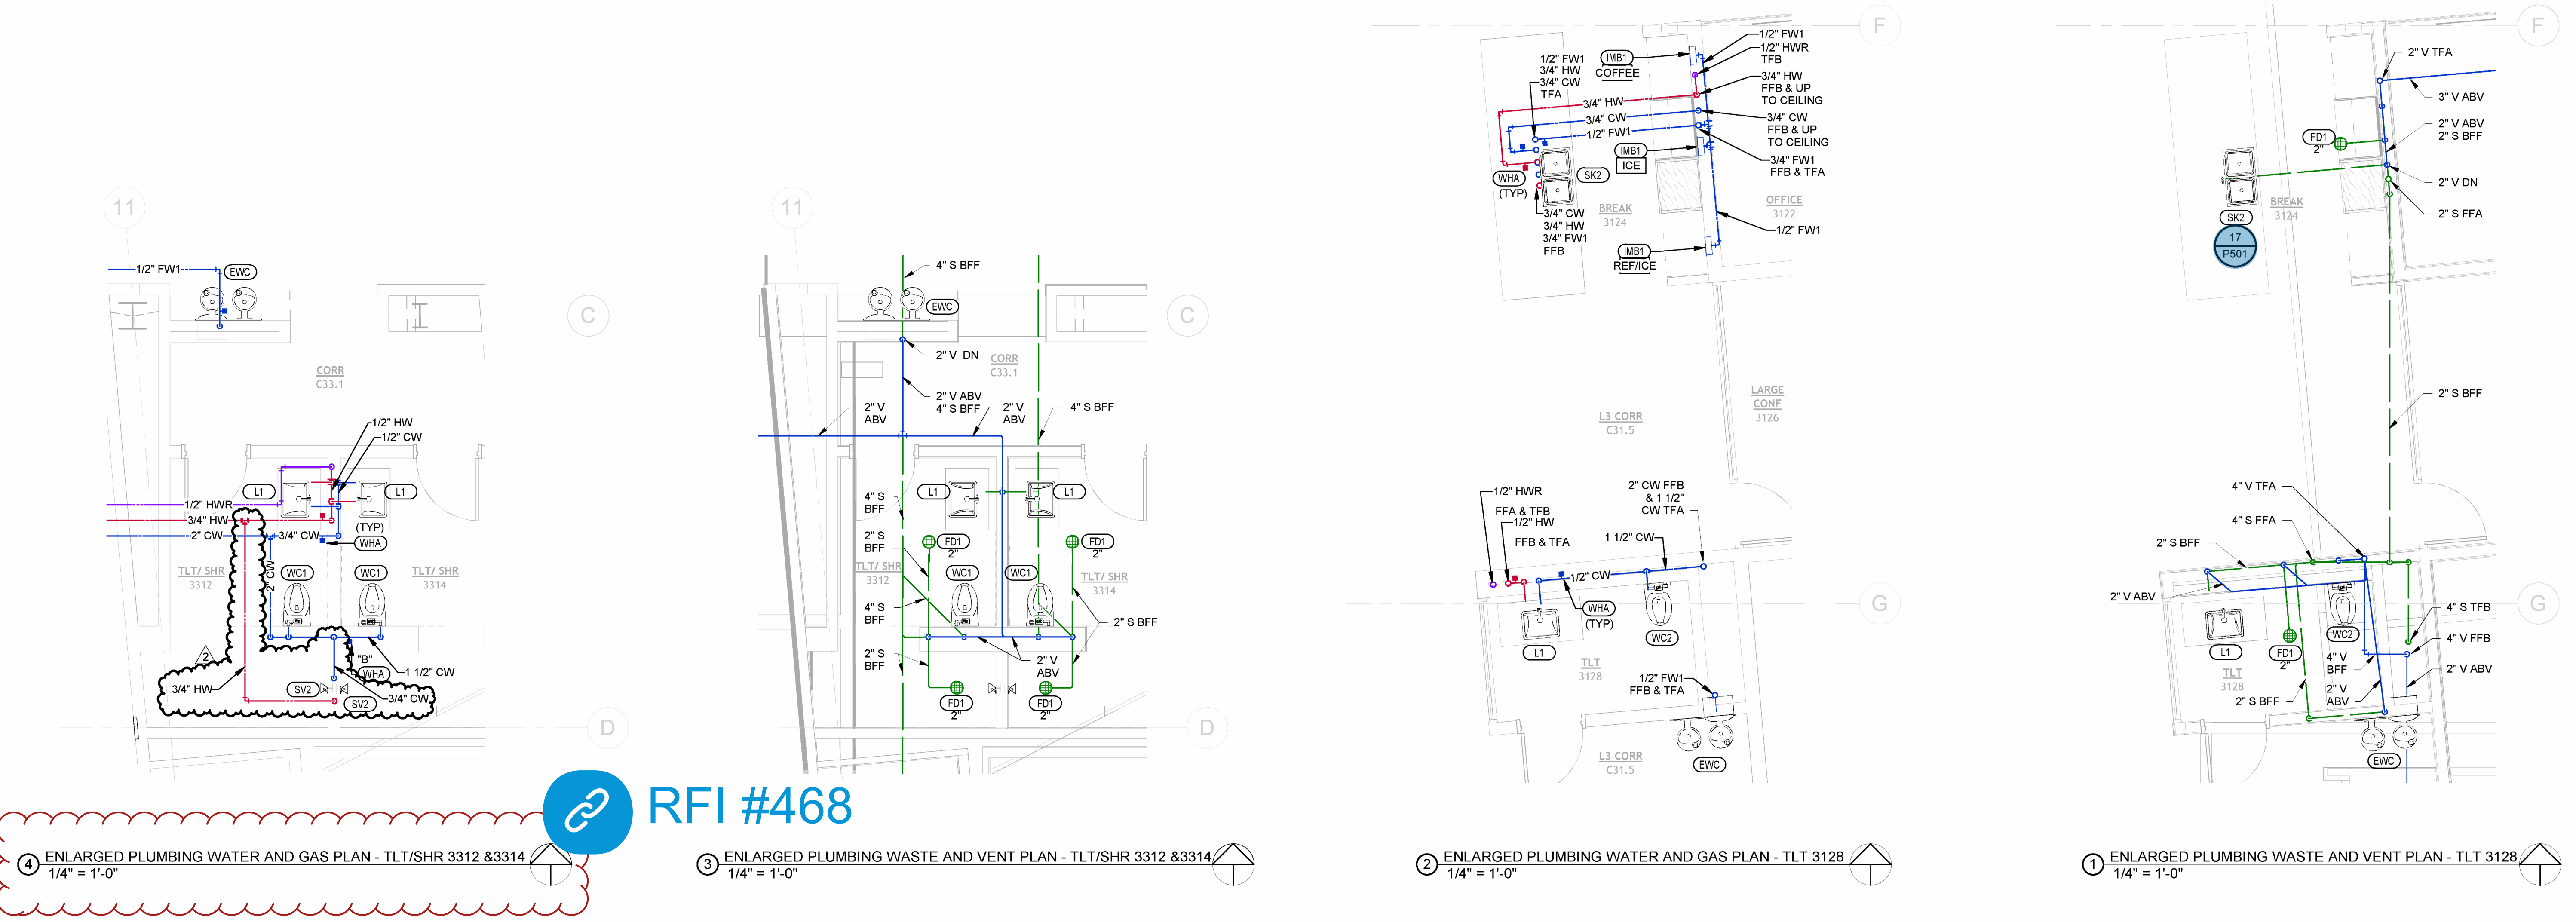 11
1/2" FW1
EWC
C
CORR
C33.1
1/2" HW
1/2" CW
L1
L1
1/2" HWR
3/4" HW
2" CW
3/4" CW
(TYP)
WHA
TLT/ SHR
3312
2" CW
WC1
WC1
TLT/ SHR
3314
2
"B"
WHA
1 1/2" CW
3/4" HW
SV2
SV2
3/4" CW
D
4
ENLARGED PLUMBING WATER AND GAS PLAN - TLT/SHR 3312 &3314
1/4" = 1'-0"
RFI #468
11
4" S BFF
EWC
C
2" V DN
CORR
C33.1
2" V ABV
4" S BFF
2" V
ABV
2" V
ABV
4" S BFF
L1
L1
4" S
BFF
2" S
BFF
FD1
2"
FD1
2"
TLT/ SHR
3312
WC1
WC1
TLT/ SHR
3314
4" S
BFF
2" S BFF
2" S
BFF
2" V
ABV
FD1
2"
FD1
2"
D
3
ENLARGED PLUMBING WASTE AND VENT PLAN - TLT/SHR 3312 &3314
1/4" = 1'-0"
F
1/2" FW1
3/4" HW
3/4" CW
TFA
IMB1
COFFEE
1/2" FW1
1/2" HWR
TFB
3/4" HW
FFB & UP
TO CEILING
3/4" HW
3/4" CW
1/2" FW1
3/4" CW
FFB & UP
TO CEILING
IMB1
ICE
3/4" FW1
FFB & TFA
WHA
(TYP)
SK2
BREAK
3124
OFFICE
3122
3/4" CW
3/4" HW
3/4" FW1
FFB
1/2" FW1
IMB1
REF/ICE
LARGE
CONF
3126
L3 CORR
C31.5
1/2" HWR
FFA & TFB
1/2" HW
FFB & TFA
2" CW FFB
& 1 1/2"
CW TFA
1 1/2" CW
1/2" CW
WHA
(TYP)
G
L1
WC2
TLT
3128
1/2" FW1
FFB & TFA
L3 CORR
C31.5
EWC
2
ENLARGED PLUMBING WATER AND GAS PLAN - TLT 3128
1/4" = 1'-0"
F
2" V TFA
3" V ABV
2" V ABV
2" S BFF
FD1
2"
2" V DN
BREAK
3124
2" S FFA
SK2
17
P501
2" S BFF
4" V TFA
4" S FFA
2" S BFF
2" V ABV
4" S TFB
G
4" V FFB
L1
FD1
2"
WC2
4" V
BFF
2" V ABV
TLT
3128
2" S BFF
2" V
ABV
EWC
1
ENLARGED PLUMBING WASTE AND VENT PLAN - TLT 3128
1/4" = 1'-0"